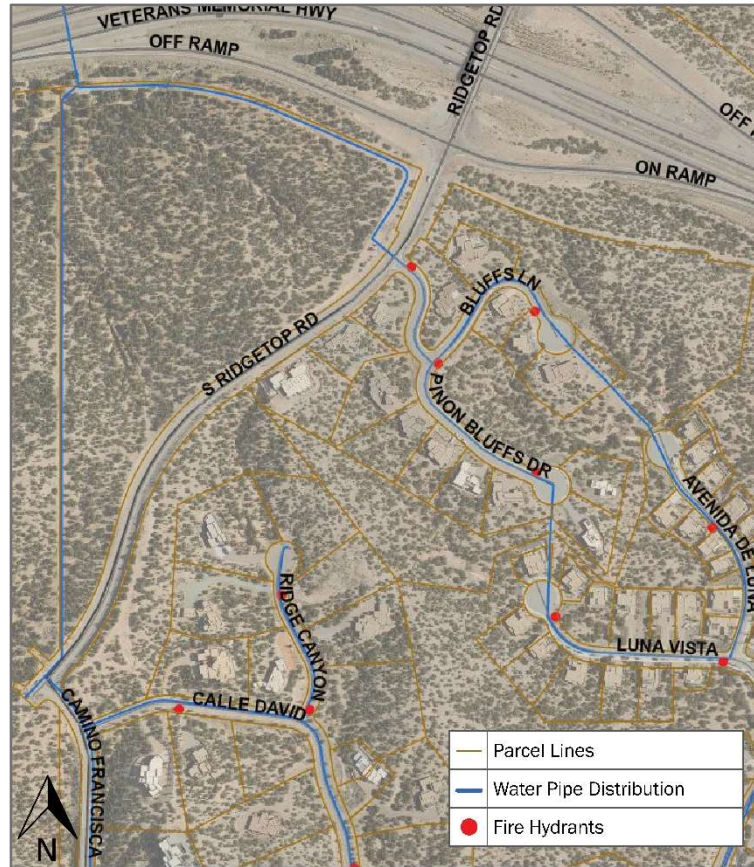 VETERANS MEMORIAL HWY
OFF RAMP
RIDGETOP RD
OFF
ON RAMP
BLUFFS LN
S RIDGETOP RD
PINON BLUFFS DR
AVENIDA DE LUNA
RIDGE CANYON
LUNA VISTA
CALLE DAVID
CAMINO FRANCISCA
Parcel Lines
Water Pipe Distribution
Fire Hydrants
N